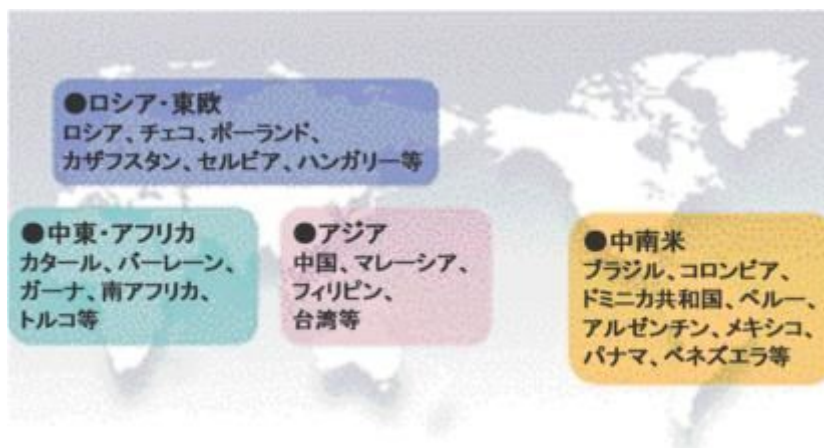 ●ロシア・東欧
ロシア、チェコ、ポーランド、
カザフスタン、セルビア、ハンガリー等
●中東・アフリカ
カタール、バーレーン、
ガーナ、南アフリカ、
トルコ等
●アジア
中国、マレーシア、
フィリピン、
台湾等
●中南米
ブラジル、コロンビア、
ドミニカ共和国、ペルー、
アルゼンチン、メキシコ、
パナマ、ベネズエラ等